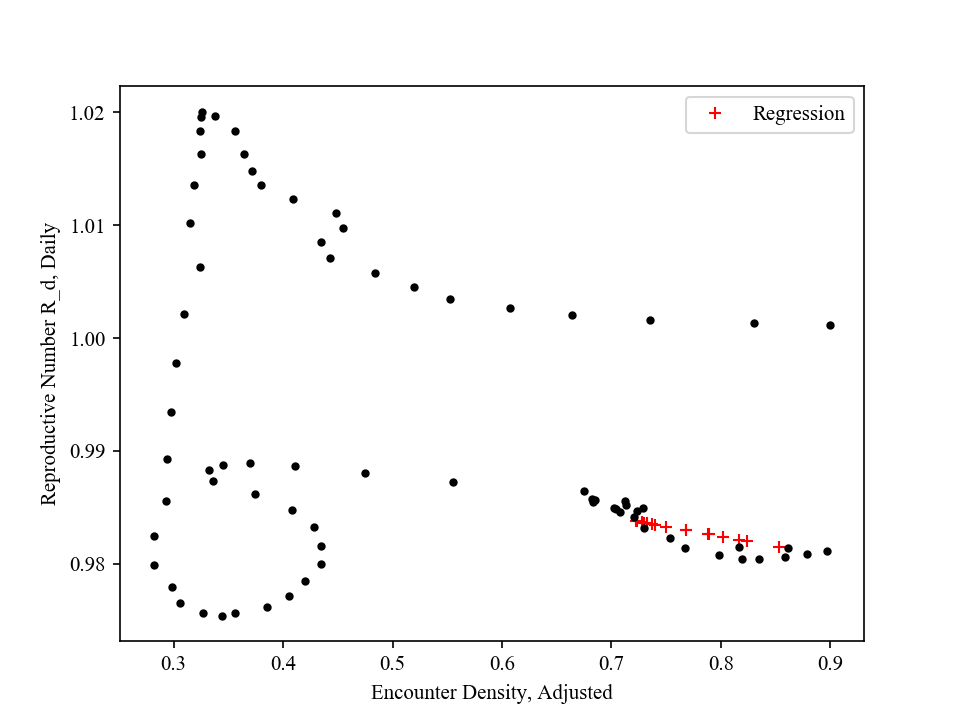 Regression
1.02
1.01
1.00
0.99
0.98
Reproductive Number R_d, Daily
0.3 0.4 0.5 0.6 0.7 0.8 0.9
Encounter Density, Adjusted